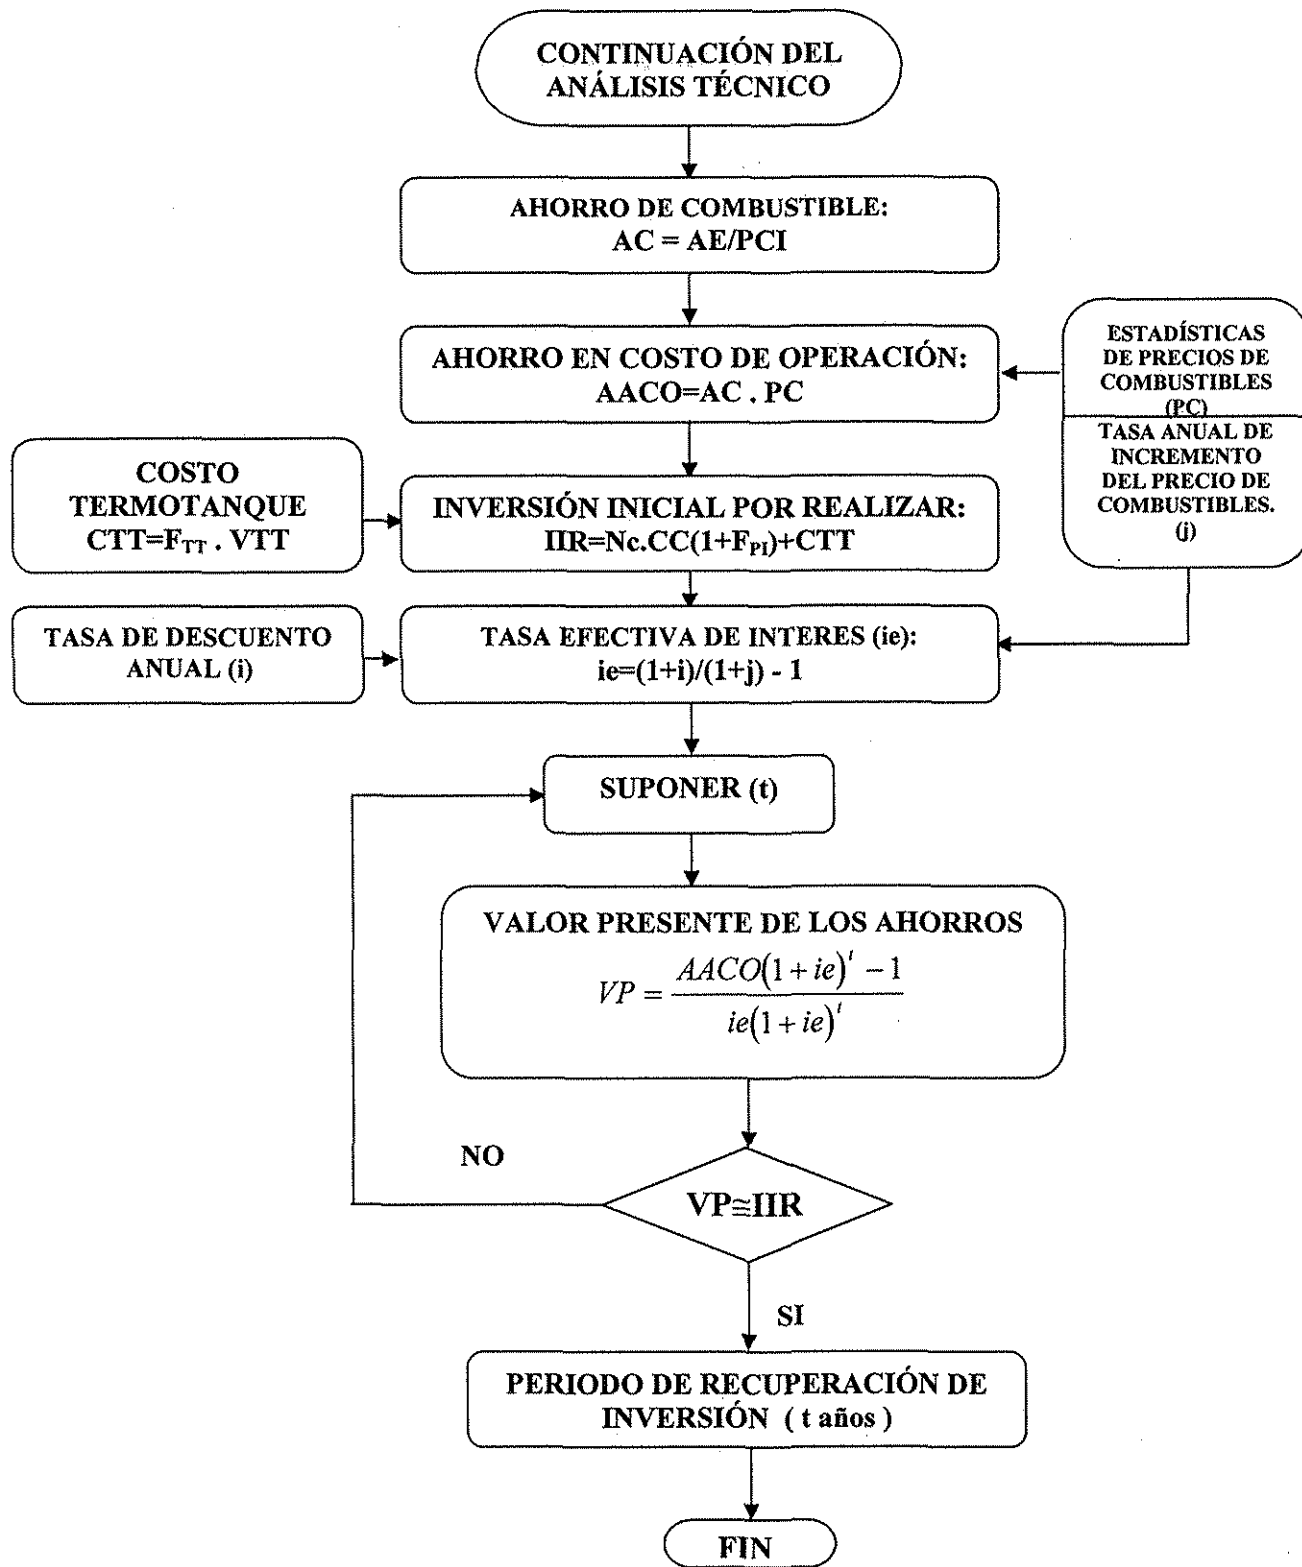 CONTINUACIÓN DEL
ANÁLISIS TÉCNICO
AHORRO DE COMBUSTIBLE:
AC = AE/PCI
AHORRO EN COSTO DE OPERACIÓN:
AACO=AC . PC
ESTADÍSTICAS
DE PRECIOS DE
COMBUSTIBLES
(PC)
TASA ANUAL DE
INCREMENTO
DEL PRECIO DE
COMBUSTIBLES.
(j)
COSTO
TERMOTANQUE
CTT=F_TT . VTT
INVERSIÓN INICIAL POR REALIZAR:
IIR=Nc.CC(1+F_PI)+CTT
TASA DE DESCUENTO
ANUAL (i)
TASA EFECTIVA DE INTERES (ie):
ie=(1+i)/(1+j) - 1
SUPONER (t)
VALOR PRESENTE DE LOS AHORROS
VP = \frac{AACO(1 + ie)^t - 1}{ie(1 + ie)^t}
NO
VP≅IIR
SI
PERIODO DE RECUPERACIÓN DE
INVERSIÓN ( t años )
FIN